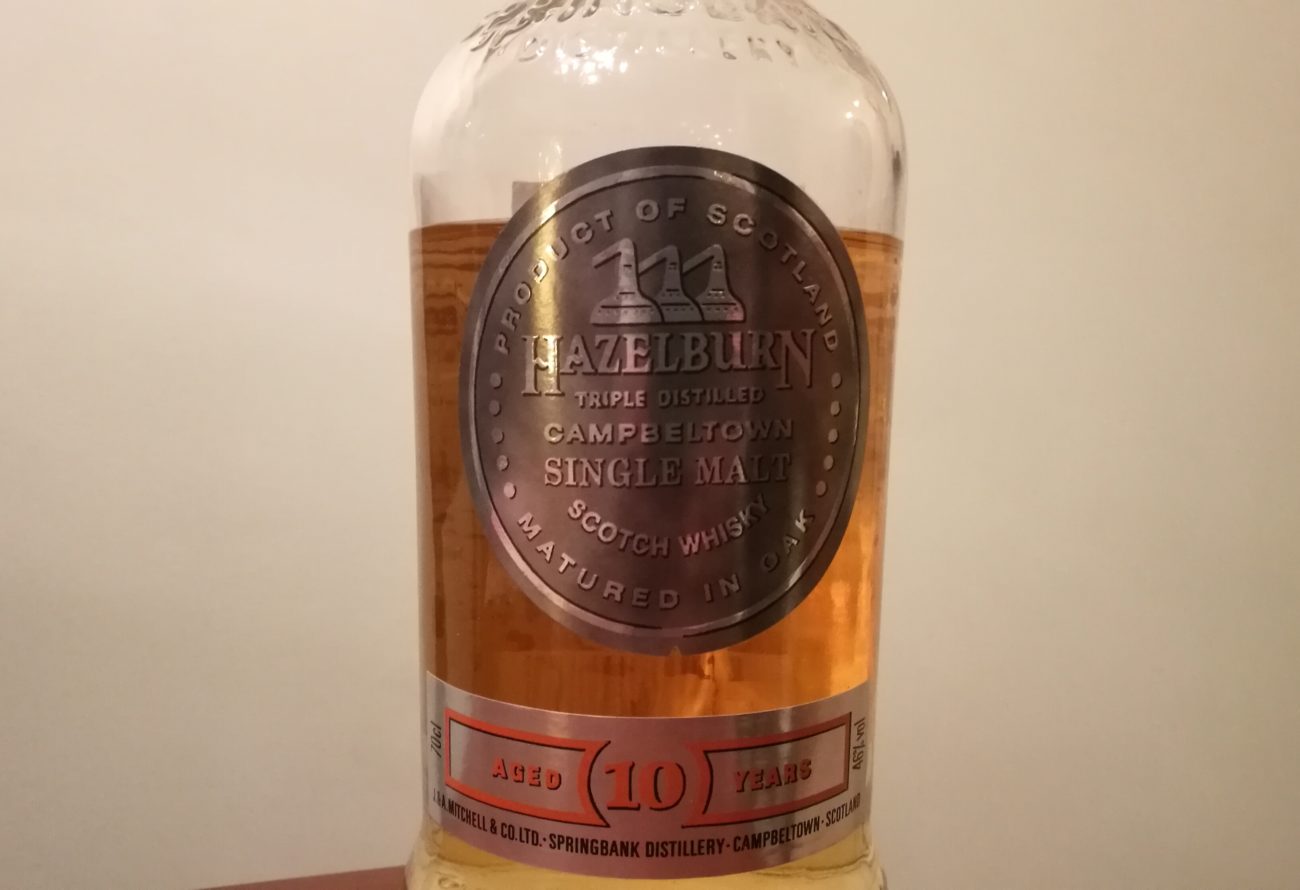 DISTILLERY
PRODUCT OF SCOTLAND
HAZELBURN
TRIPLE DISTILLED
CAMPBELTOWN
SINGLE MALT
SCOTCH WHISKY
MATURED IN OAK
70cl
46% vol
AGED 10 YEARS
J.&A. MITCHELL & CO. LTD. · SPRINGBANK DISTILLERY · CAMPBELTOWN · SCOTLAND